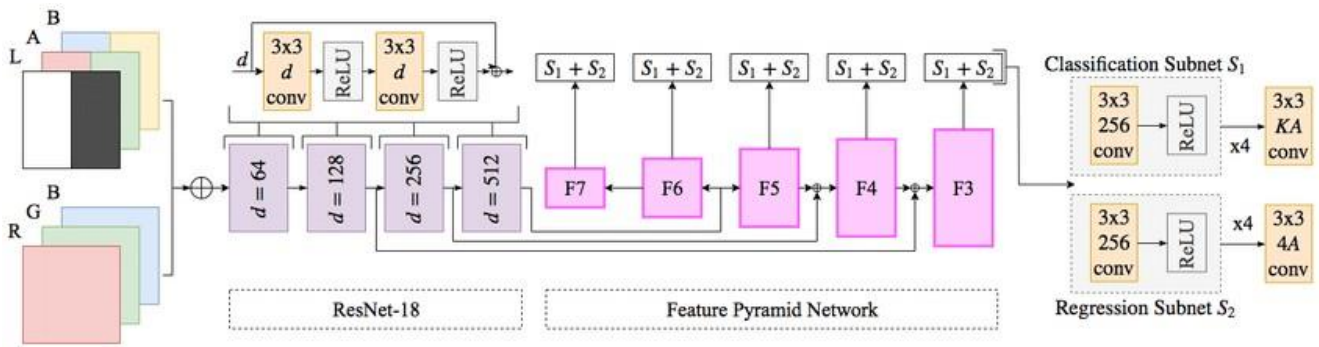 B
A
L
B
G
R
d
3x3
d
conv
ReLU
3x3
d
conv
ReLU
d = 64
d = 128
d = 256
d = 512
ResNet-18
S₁ + S₂
S₁ + S₂
S₁ + S₂
S₁ + S₂
S₁ + S₂
F7
F6
F5
F4
F3
Feature Pyramid Network
Classification Subnet S₁
3x3
256
conv
ReLU
x4
3x3
KA
conv
3x3
256
conv
ReLU
x4
3x3
4A
conv
Regression Subnet S₂